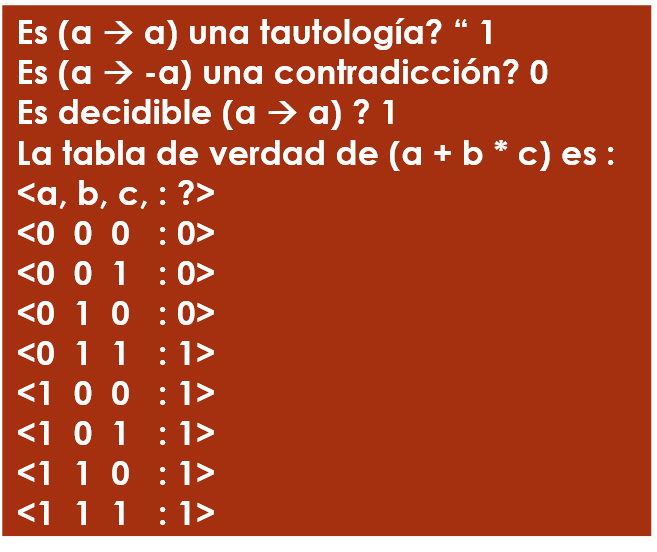 Es (a → a) una tautología? “ 1
Es (a → -a) una contradicción? 0
Es decidible (a → a) ? 1
La tabla de verdad de (a + b * c) es :
<a, b, c, : ?>
<0 0 0 : 0>
<0 0 1 : 0>
<0 1 0 : 0>
<0 1 1 : 1>
<1 0 0 : 1>
<1 0 1 : 1>
<1 1 0 : 1>
<1 1 1 : 1>